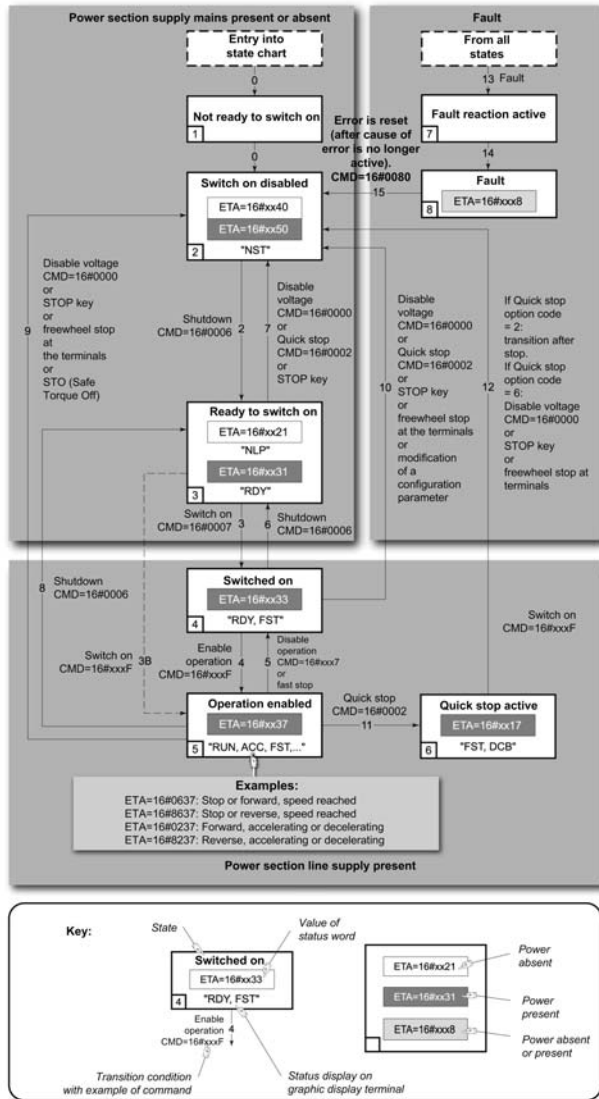 Power section supply mains present or absent
Entry into
state chart
0
Not ready to switch on
1
0
Switch on disabled
ETA=16#xx40
ETA=16#xx50
2
"NST"
Fault
From all
states
13
Fault
Fault reaction active
7
14
Fault
ETA=16#xxx8
8
Error is reset
(after cause of
error is no longer
active).
CMD=16#0080
15
9
Disable voltage
CMD=16#0000
or
STOP key
or
freewheel stop
at
the terminals
or
STO (Safe
Torque Off)
Shutdown
CMD=16#0006
2
7
Disable
voltage
CMD=16#0000
or
Quick stop
CMD=16#0002
or
STOP key
10
Disable
voltage
CMD=16#0000
or
Quick stop
CMD=16#0002
or
STOP key
or
freewheel stop
at the terminals
or
modification
of a
configuration
parameter
12
If Quick stop
option code
= 2:
transition after
stop.
If Quick stop
option code
= 6:
Disable voltage
CMD=16#0000
or
STOP key
or
freewheel stop at
terminals
Ready to switch on
ETA=16#xx21
"NLP"
ETA=16#xx31
3
"RDY"
Switch on
CMD=16#0007
3
6
Shutdown
CMD=16#0006
8
Shutdown
CMD=16#0006
Switched on
ETA=16#xx33
4
"RDY, FST"
Switch on
CMD=16#xxxF
Switch on
CMD=16#xxxF
3B
Enable
operation
CMD=16#xxxF
4
5
Disable
operation
CMD=16#xxx7
or
fast stop
Operation enabled
ETA=16#xx37
5
"RUN, ACC, FST,..."
Quick stop
CMD=16#0002
11
Quick stop active
ETA=16#xx17
6
"FST, DCB"
Examples:
ETA=16#0637: Stop or forward, speed reached
ETA=16#8637: Stop or reverse, speed reached
ETA=16#0237: Forward, accelerating or decelerating
ETA=16#8237: Reverse, accelerating or decelerating
Power section line supply present
Key:
State
Value of
status word
Switched on
ETA=16#xx33
4
"RDY, FST"
Enable
operation
CMD=16#xxxF
4
Transition condition
with example of command
Status display on
graphic display terminal
ETA=16#xx21
Power
absent
ETA=16#xx31
Power
present
ETA=16#xxx8
Power absent
or present